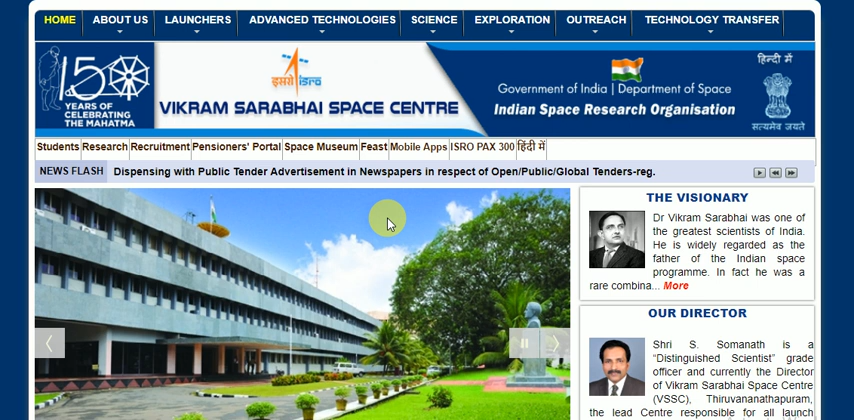 HOME ABOUT US LAUNCHERS ADVANCED TECHNOLOGIES SCIENCE EXPLORATION OUTREACH TECHNOLOGY TRANSFER
150
YEARS OF
CELEBRATING
THE MAHATMA
इसरो isro
VIKRAM SARABHAI SPACE CENTRE
हिन्दी में
Government of India | Department of Space
Indian Space Research Organisation
सत्यमेव जयते
Students Research Recruitment Pensioners' Portal Space Museum Feast Mobile Apps ISRO PAX 300 हिंदी में
NEWS FLASH Dispensing with Public Tender Advertisement in Newspapers in respect of Open/Public/Global Tenders-reg.
THE VISIONARY
Dr Vikram Sarabhai was one of
the greatest scientists of India.
He is widely regarded as the
father of the Indian space
programme. In fact he was a
rare combina... More
OUR DIRECTOR
Shri S. Somanath is a
“Distinguished Scientist” grade
officer and currently the Director
of Vikram Sarabhai Space Centre
(VSSC), Thiruvananathapuram,
the lead Centre responsible for all launch